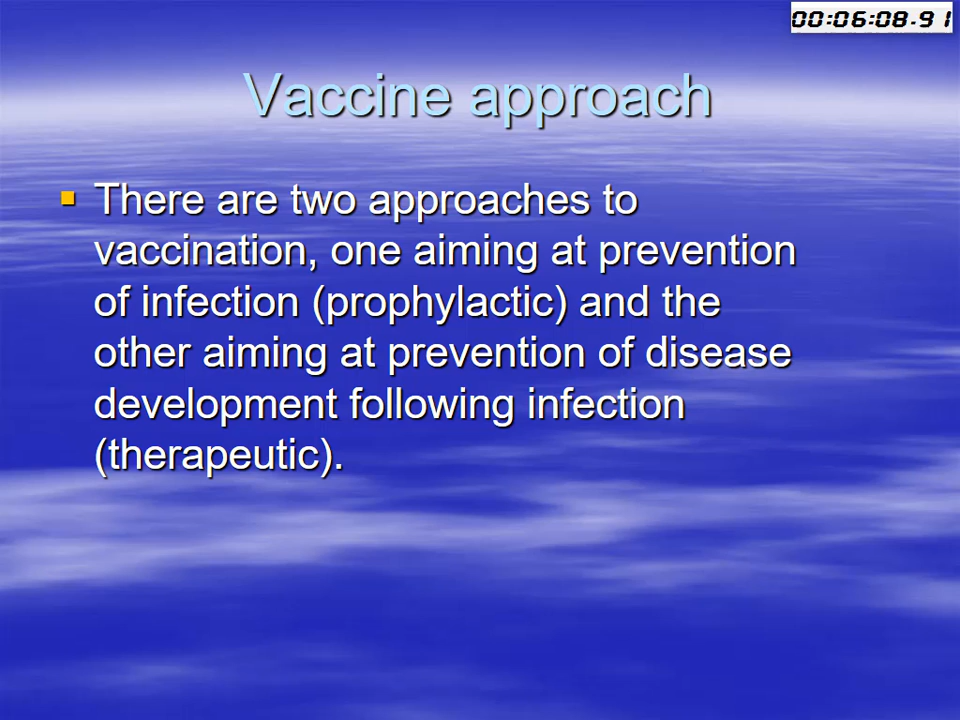 00:06:08.91
Vaccine approach
There are two approaches to
vaccination, one aiming at prevention
of infection (prophylactic) and the
other aiming at prevention of disease
development following infection
(therapeutic).